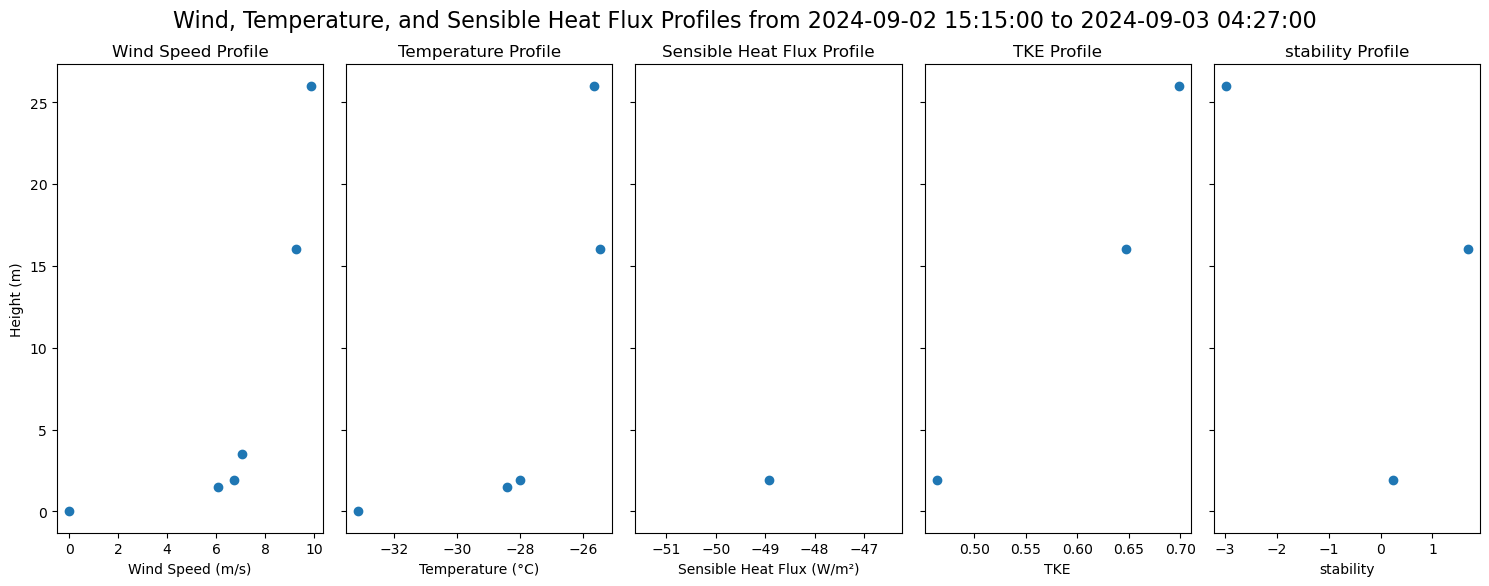 Wind, Temperature, and Sensible Heat Flux Profiles from 2024-09-02 15:15:00 to 2024-09-03 04:27:00
Wind Speed Profile
Temperature Profile
Sensible Heat Flux Profile
TKE Profile
stability Profile
Height (m)
25
20
15
10
5
0
0 2 4 6 8 10
−32 −30 −28 −26
−51 −50 −49 −48 −47
0.50 0.55 0.60 0.65 0.70
−3 −2 −1 0 1
Wind Speed (m/s)
Temperature (°C)
Sensible Heat Flux (W/m²)
TKE
stability